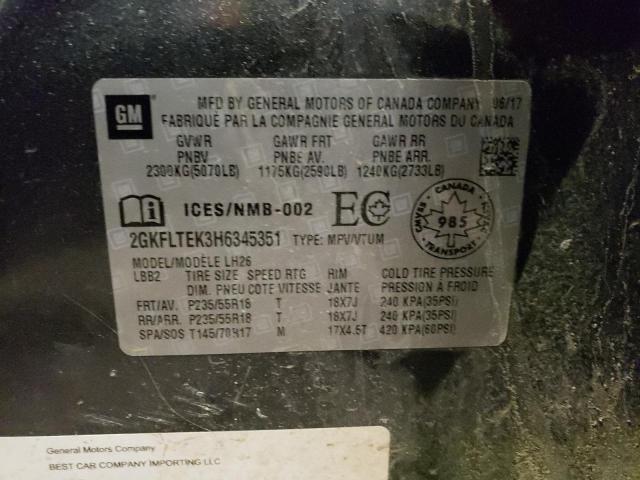 GM
MFD BY GENERAL MOTORS OF CANADA COMPANY 06/17
FABRIQUÉ PAR LA COMPAGNIE GENERAL MOTORS DU CANADA
GVWR GAWR FRT GAWR RR
PNBV PNBE AV. PNBE ARR.
2300KG(5070LB) 1175KG(2590LB) 1240KG(2733LB)
ICES/NMB-002 EC
CANADA
985
TRANSPORT
2GKFLTEK3H6345351 TYPE: MPV/VTUM
MODEL/MODÈLE LH26
LBB2 TIRE SIZE SPEED RTG RIM COLD TIRE PRESSURE
DIM. PNEU COTE VITESSE JANTE PRESSION À FROID
FRT/AV. P235/55R18 T 18X7J 240 KPA(35PSI)
RR/ARR. P235/55R18 T 18X7J 240 KPA(35PSI)
SPA/SOS T145/70R17 M 17X4.5T 420 KPA(60PSI)
General Motors Company
BEST CAR COMPANY IMPORTING LLC